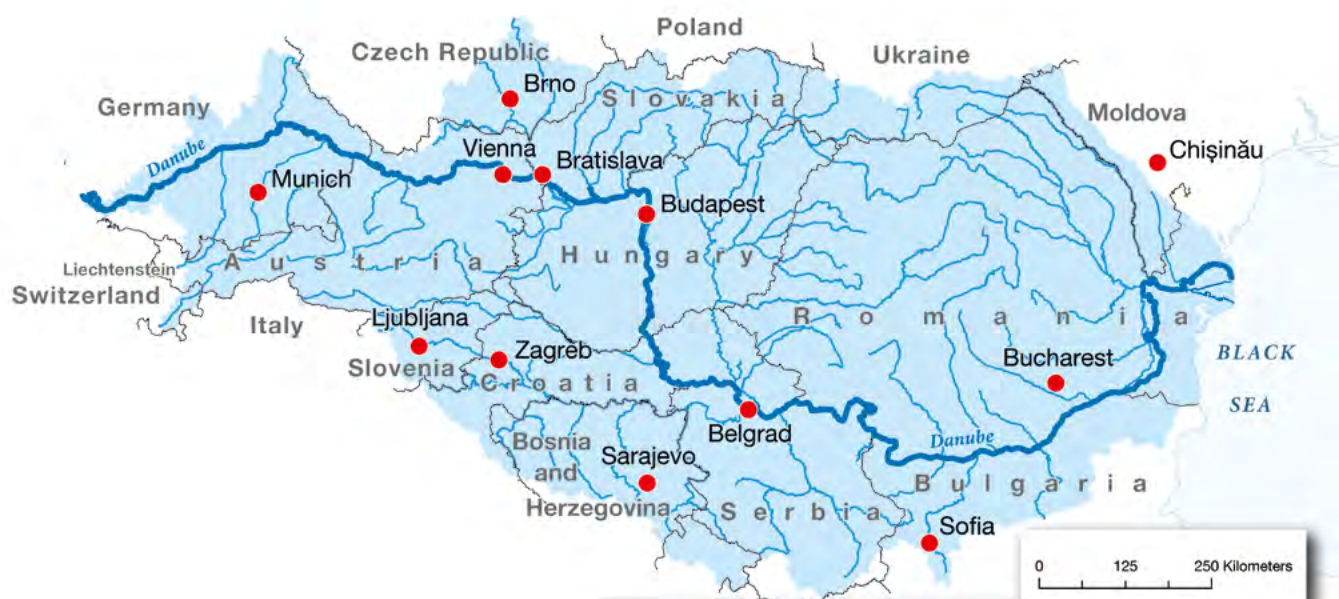 Poland
Czech Republic
Ukraine
Brno
Slovakia
Germany
Moldova
Danube
Vienna
Bratislava
Chişinău
Munich
Budapest
Hungary
Austria
Liechtenstein
Switzerland
Italy
Ljubljana
Romania
Zagreb
Bucharest
BLACK
SEA
Slovenia
Croatia
Belgrad
Danube
Bosnia
and
Herzegovina
Sarajevo
Bulgaria
Serbia
Sofia
0 125 250 Kilometers